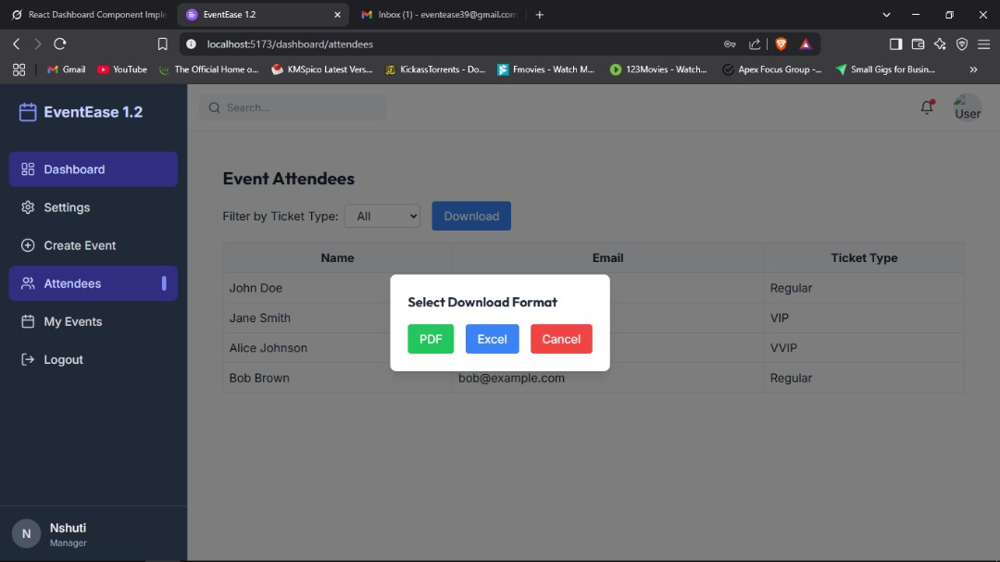 React Dashboard Component Imple
EventEase 1.2
Inbox (1) - eventease39@gmail.com
localhost:5173/dashboard/attendees
Gmail
YouTube
The Official Home o...
KMSpico Latest Vers...
KickassTorrents - Do...
Fmovies - Watch M...
123Movies - Watch...
Apex Focus Group -...
Small Gigs for Busin...
EventEase 1.2
Search...
User
Dashboard
Settings
Create Event
Attendees
My Events
Logout
Event Attendees
Filter by Ticket Type: All Download
Name Email Ticket Type
John Doe Regular
Jane Smith VIP
Alice Johnson VVIP
Bob Brown bob@example.com Regular
Select Download Format
PDF Excel Cancel
N
Nshuti
Manager